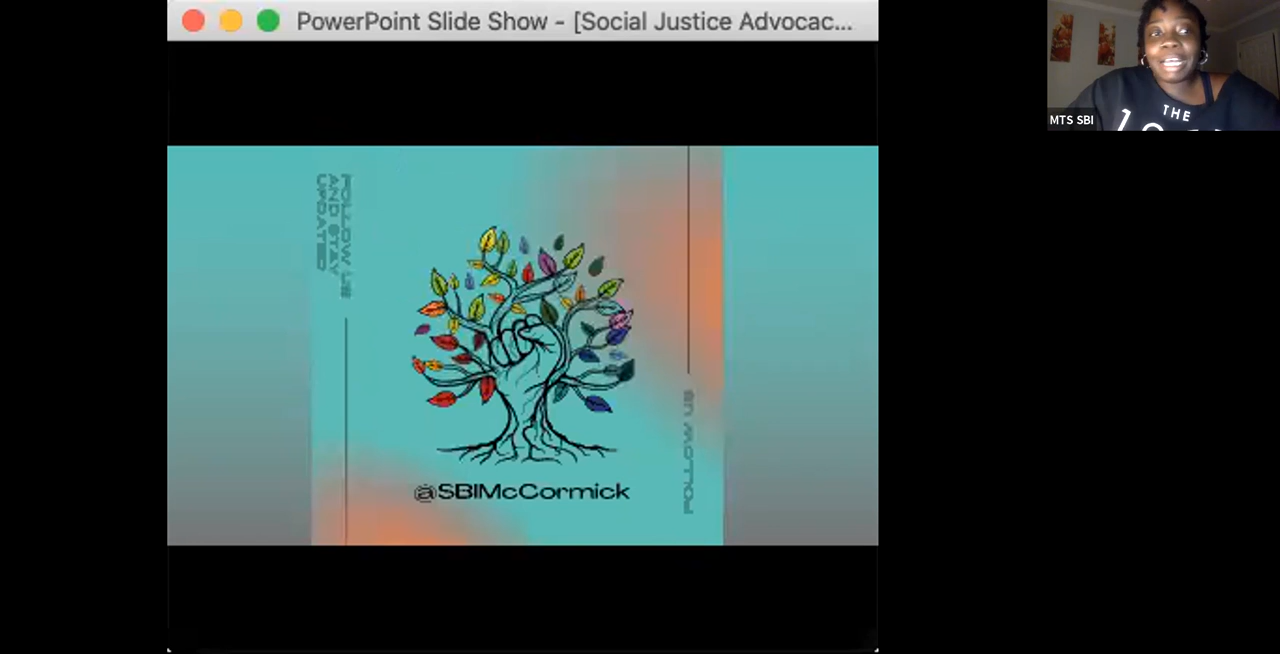 PowerPoint Slide Show - [Social Justice Advocac...
MTS SBI
THE
FOLLOW US
AND STAY
UPDATED
@SBIMcCormick
FOLLOW US